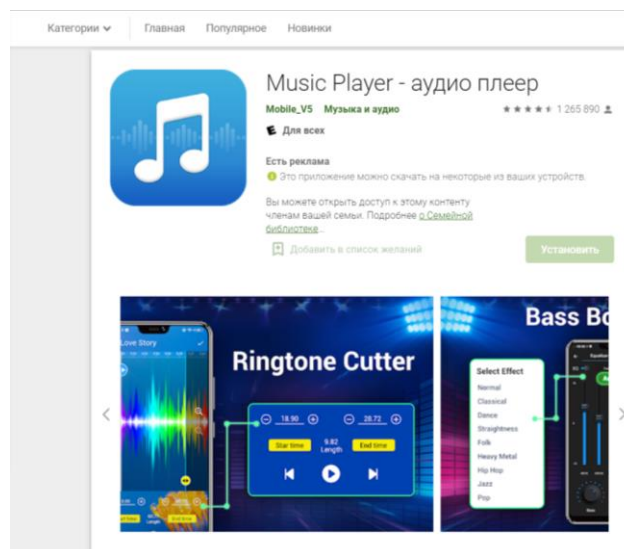 Категории Главная Популярное Новинки
Music Player - аудио плеер
Mobile_V5 Музыка и аудио 1 265 890
Для всех
Есть реклама
Это приложение можно скачать на некоторые из ваших устройств.
Вы можете открыть доступ к этому контенту
членам вашей семьи. Подробнее о Семейной
библиотеке…
Добавить в список желаний Установить
Love Story
Ringtone Cutter
18.90 28.72
Start time 9.82 End time
Length
Bass Bo
Select Effect
Normal
Classical
Dance
Straightness
Folk
Heavy Metal
Hip Hop
Jazz
Pop
Equalizer